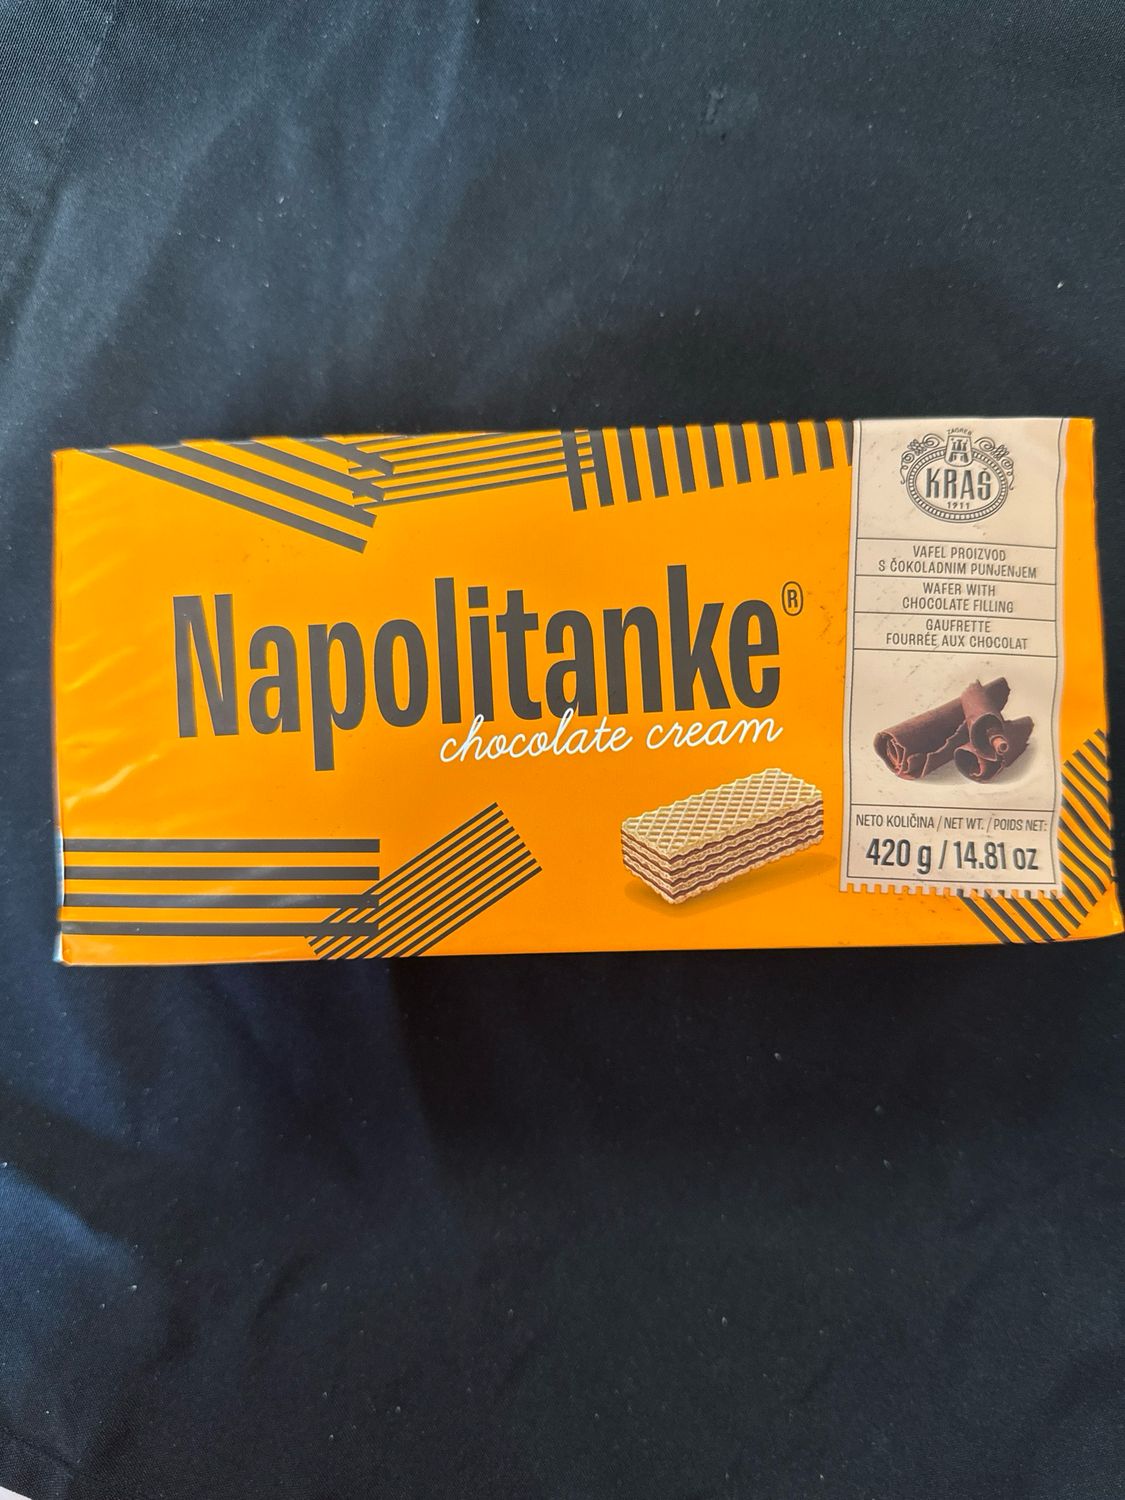 Napolitanke®
chocolate cream
ZAGREB
KRAŠ
1911
VAFEL PROIZVOD
S ČOKOLADNIM PUNJENJEM
WAFER WITH
CHOCOLATE FILLING
GAUFRETTE
FOURRÉE AUX CHOCOLAT
NETO KOLIČINA / NET WT. / POIDS NET:
420 g / 14.81 oz